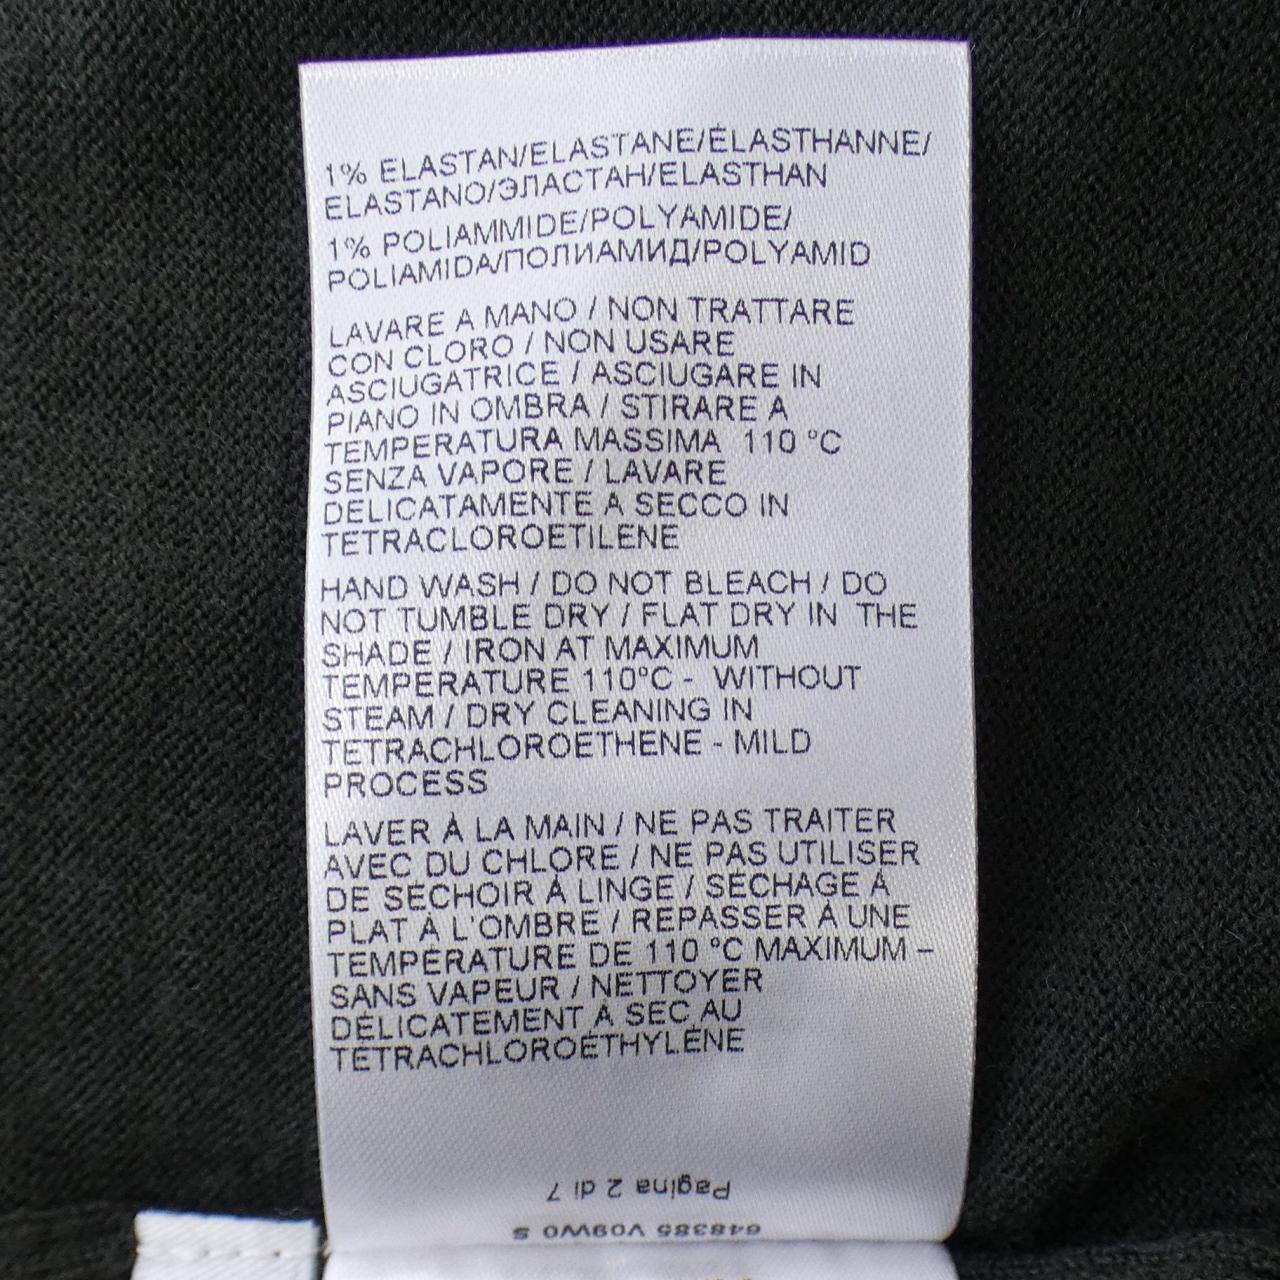 1% ELASTAN/ELASTANE/ÉLASTHANNE/
ELASTANO/ЭЛАСТАН/ELASTHAN
1% POLIAMMIDE/POLYAMIDE/
POLIAMIDA/ПОЛИАМИД/POLYAMID
LAVARE A MANO / NON TRATTARE
CON CLORO / NON USARE
ASCIUGATRICE / ASCIUGARE IN
PIANO IN OMBRA / STIRARE A
TEMPERATURA MASSIMA 110 °C
SENZA VAPORE / LAVARE
DELICATAMENTE A SECCO IN
TETRACLOROETILENE
HAND WASH / DO NOT BLEACH / DO
NOT TUMBLE DRY / FLAT DRY IN THE
SHADE / IRON AT MAXIMUM
TEMPERATURE 110°C - WITHOUT
STEAM / DRY CLEANING IN
TETRACHLOROETHENE - MILD
PROCESS
LAVER À LA MAIN / NE PAS TRAITER
AVEC DU CHLORE / NE PAS UTILISER
DE SÉCHOIR À LINGE / SÉCHAGE À
PLAT À L'OMBRE / REPASSER À UNE
TEMPÉRATURE DE 110 °C MAXIMUM –
SANS VAPEUR / NETTOYER
DÉLICATEMENT À SEC AU
TÉTRACHLOROÉTHYLÈNE
Pagina 2 di 7
648385 V09W0 S